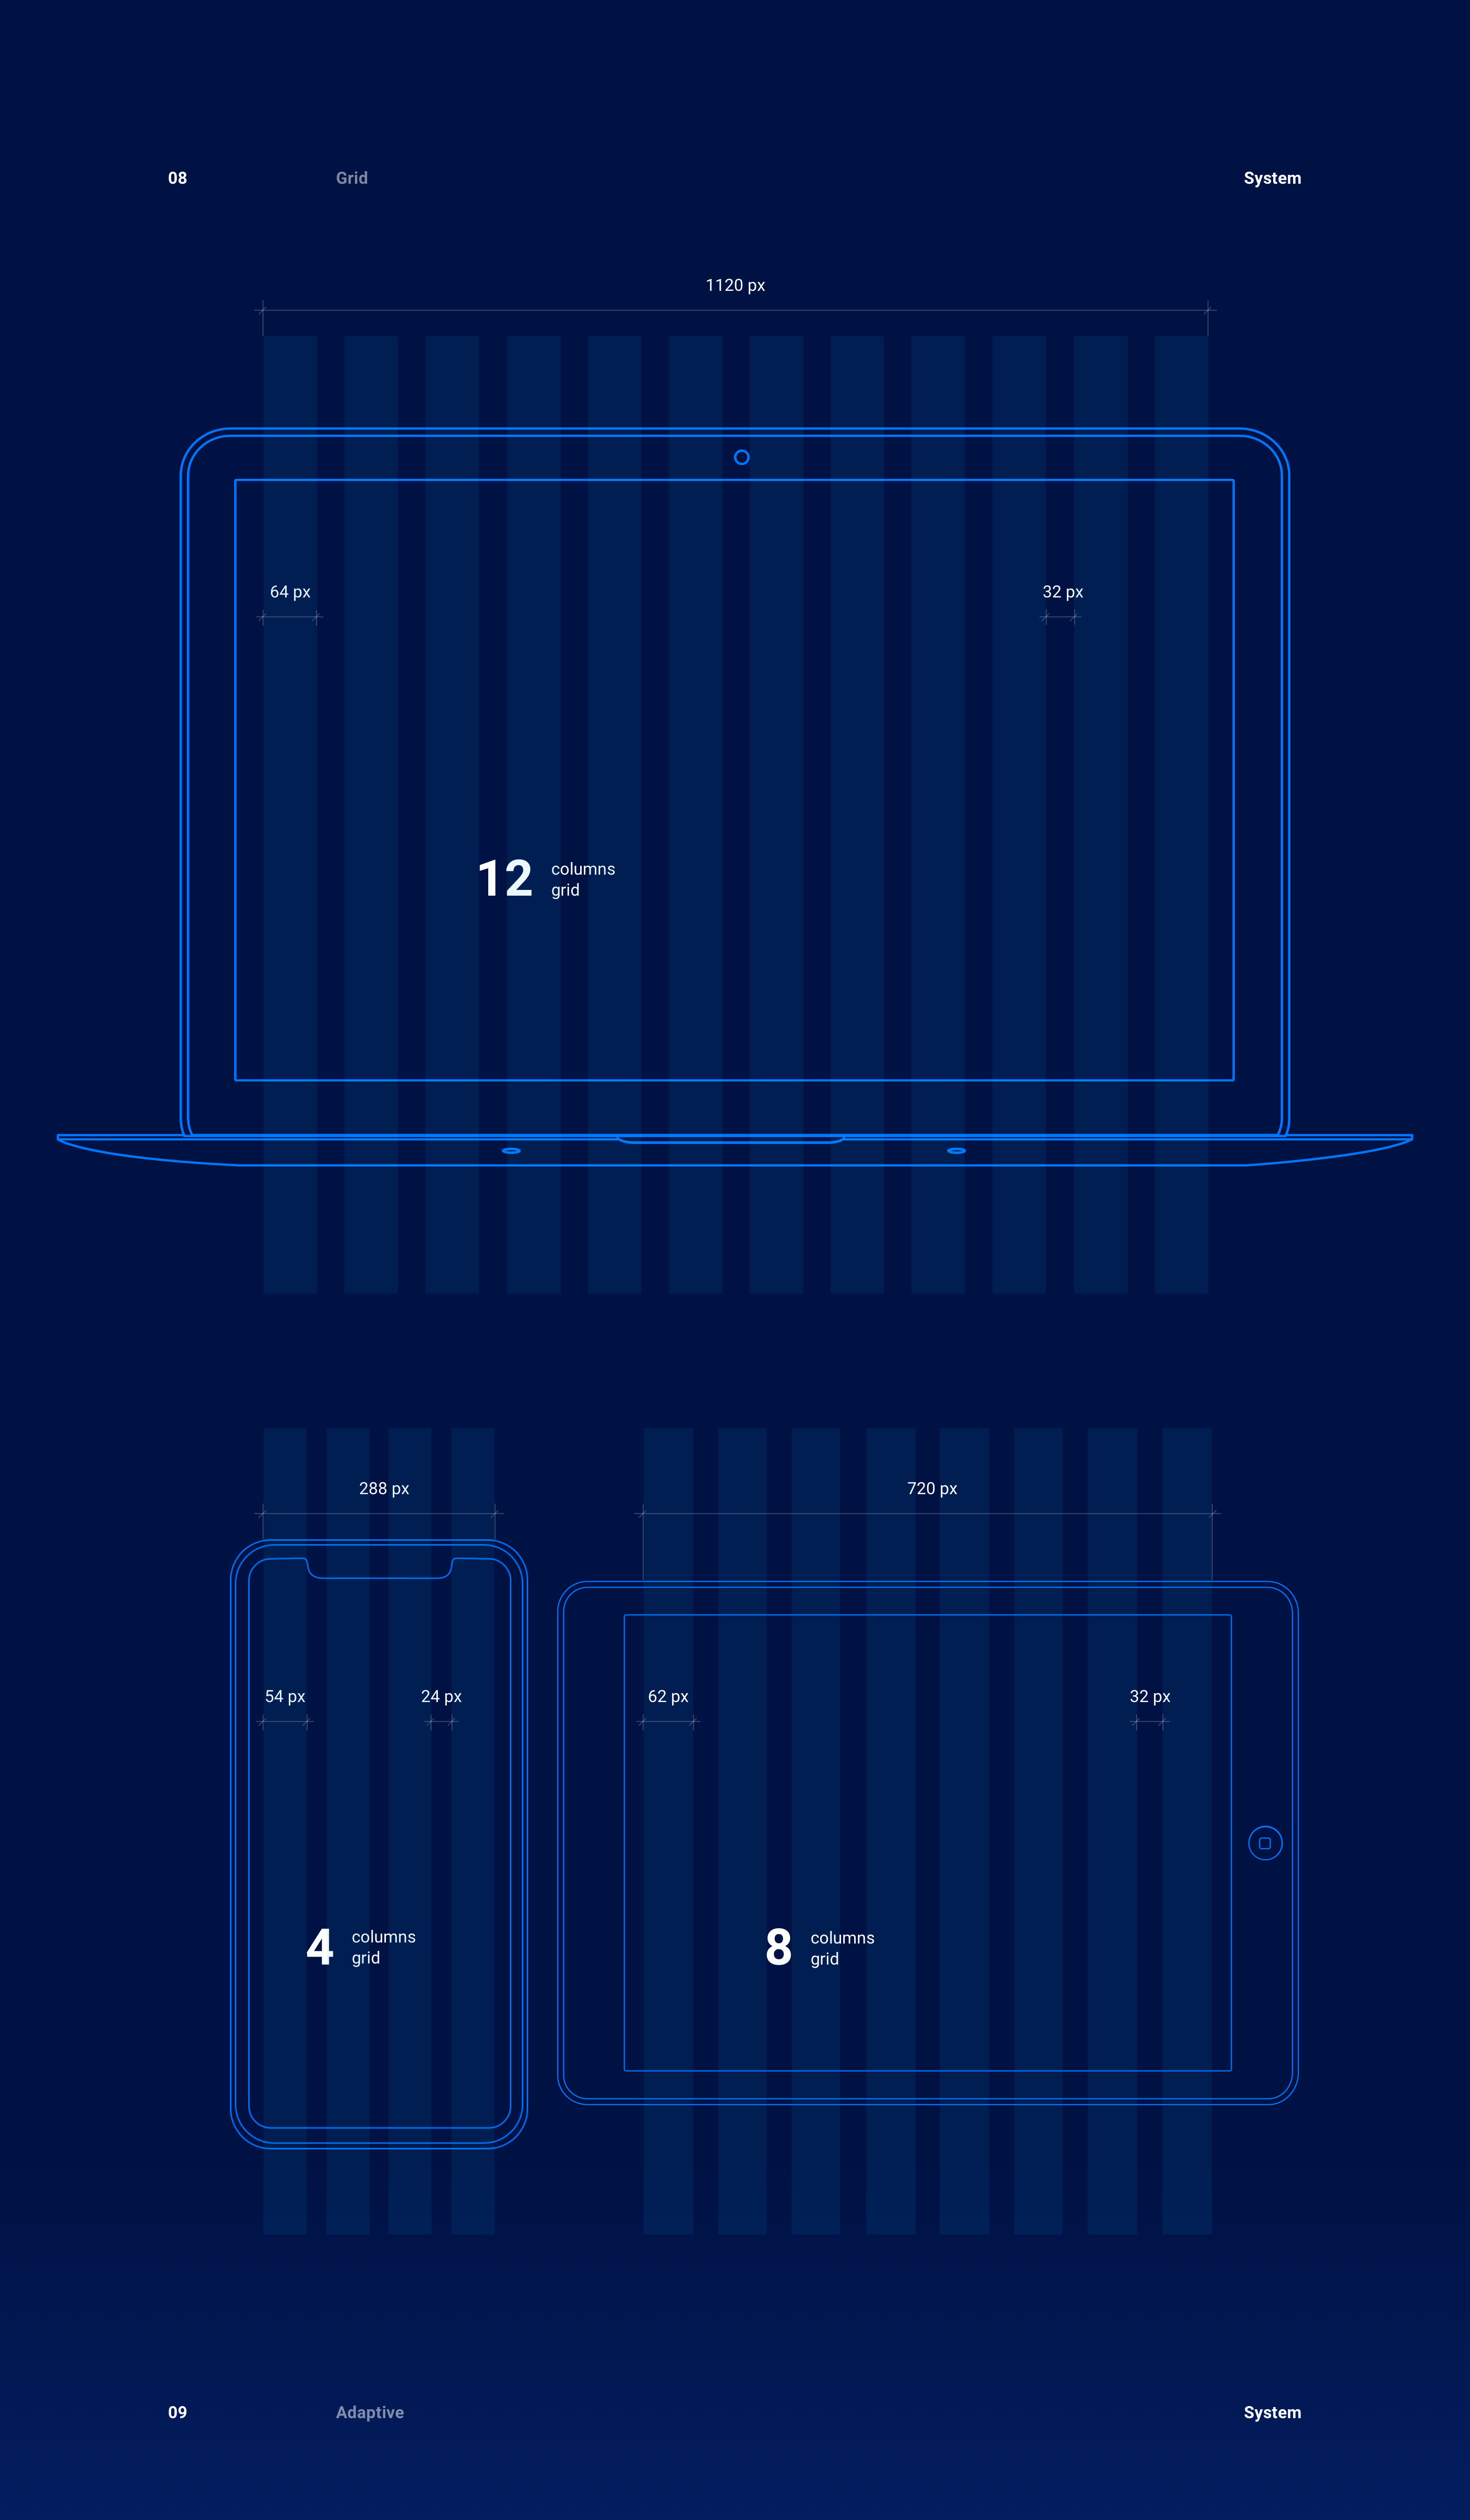 08 Grid System
1120 px
64 px 32 px
12 columns
grid
288 px 720 px
54 px 24 px 62 px 32 px
4 columns
grid
8 columns
grid
09 Adaptive System